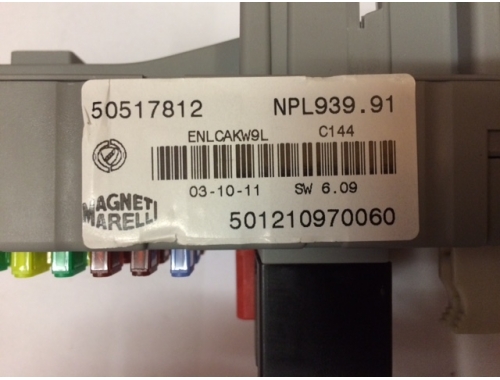 50517812 NPL939.91
ENLCAKW9L C144
03-10-11 SW 6.09
MAGNETI
MARELLI
501210970060